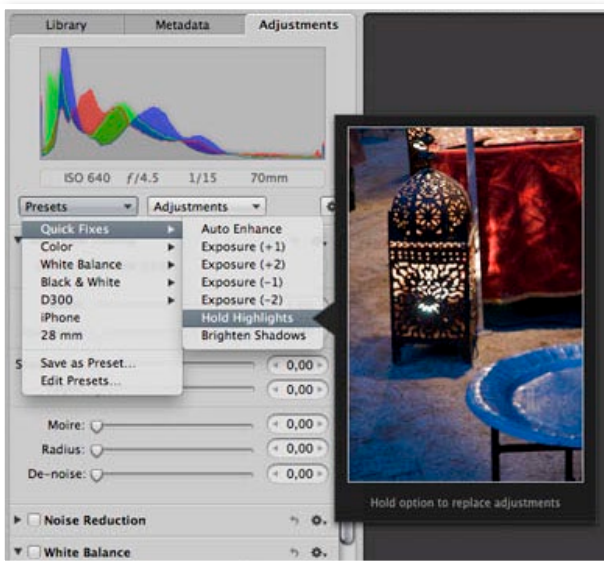 Library Metadata Adjustments
ISO 640 ƒ/4.5 1/15 70mm
Presets Adjustments
Quick Fixes
Color
White Balance
Black & White
D300
iPhone
28 mm
Save as Preset...
Edit Presets...
Auto Enhance
Exposure (+1)
Exposure (+2)
Exposure (-1)
Exposure (-2)
Hold Highlights
Brighten Shadows
S 0,00
0,00
Moire: 0,00
Radius: 0,00
De-noise: 0,00
Noise Reduction
White Balance
Hold option to replace adjustments